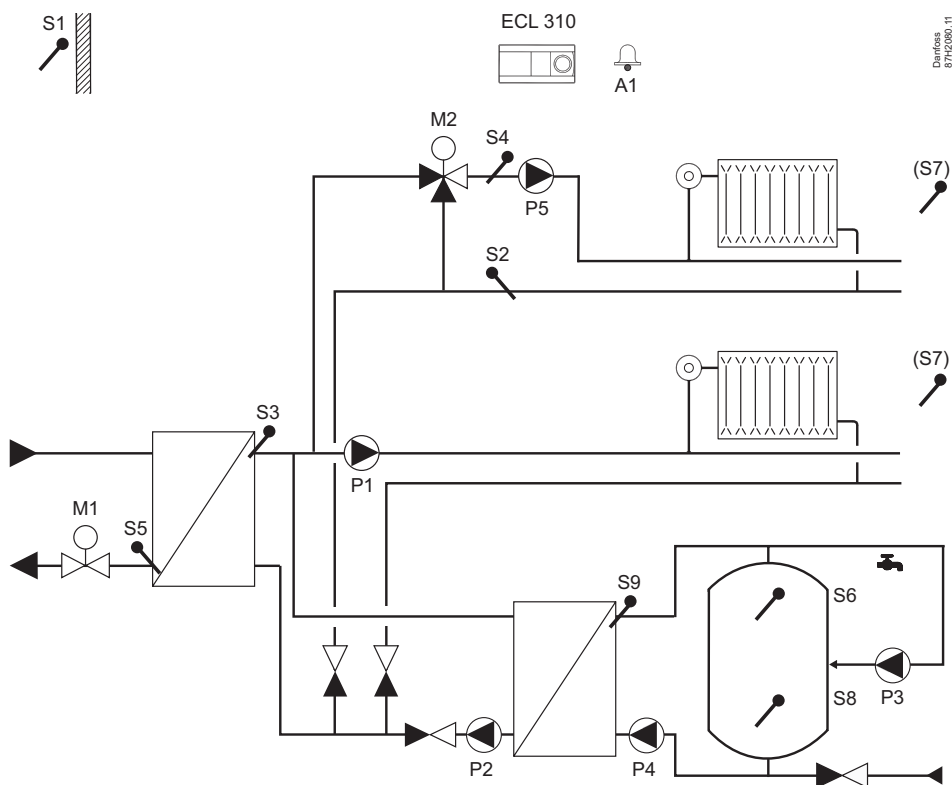 S1
ECL 310
A1
Danfoss
87H2080.11
M2
S4
P5
(S7)
S2
(S7)
S3
P1
M1
S5
S9
S6
S8
P3
P2
P4